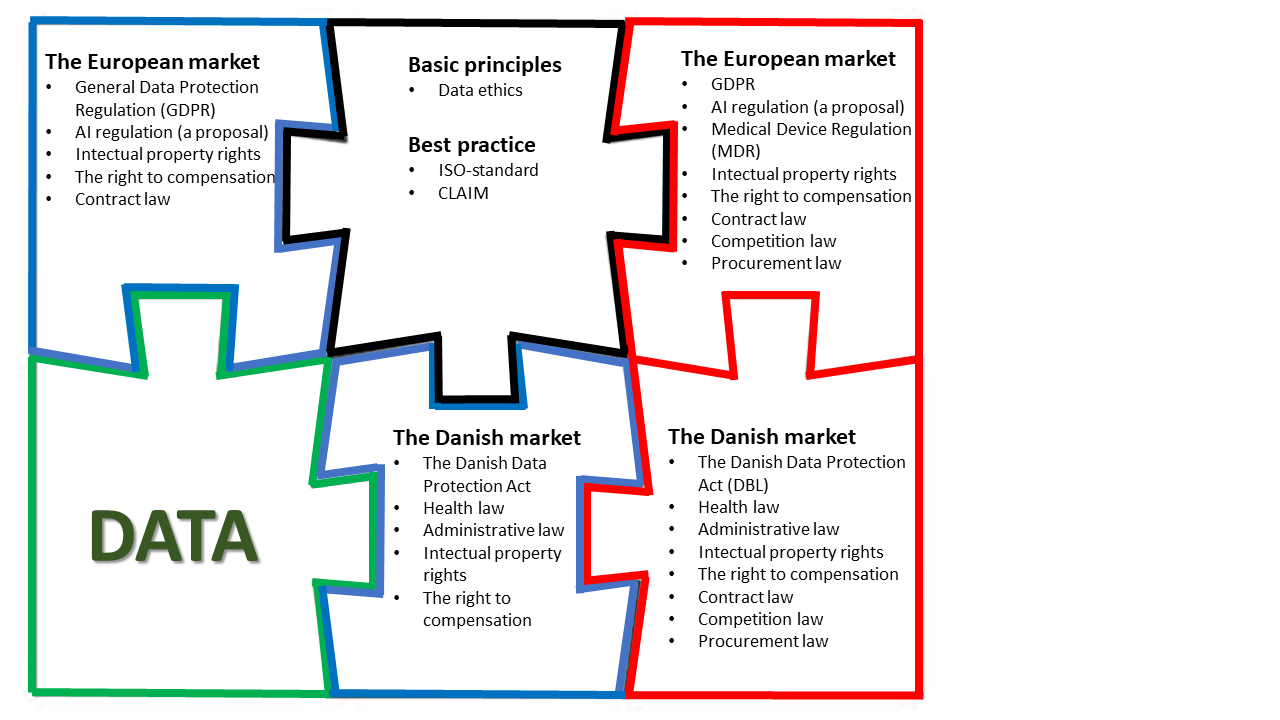 The European market
• General Data Protection
Regulation (GDPR)
• AI regulation (a proposal)
• Intectual property rights
• The right to compensation
• Contract law
Basic principles
• Data ethics
Best practice
• ISO-standard
• CLAIM
The European market
• GDPR
• AI regulation (a proposal)
• Medical Device Regulation
(MDR)
• Intectual property rights
• The right to compensation
• Contract law
• Competition law
• Procurement law
DATA
The Danish market
• The Danish Data
Protection Act
• Health law
• Administrative law
• Intectual property
rights
• The right to
compensation
The Danish market
• The Danish Data Protection
Act (DBL)
• Health law
• Administrative law
• Intectual property rights
• The right to compensation
• Contract law
• Competition law
• Procurement law